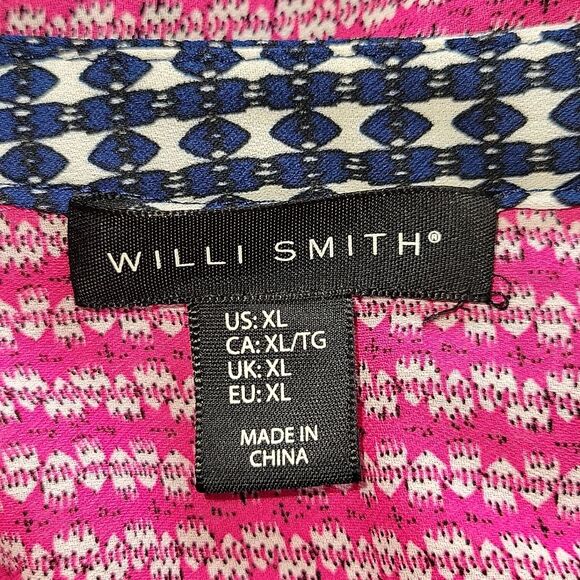 WILLI SMITH®
US: XL
CA: XL/TG
UK: XL
EU: XL
MADE IN
CHINA